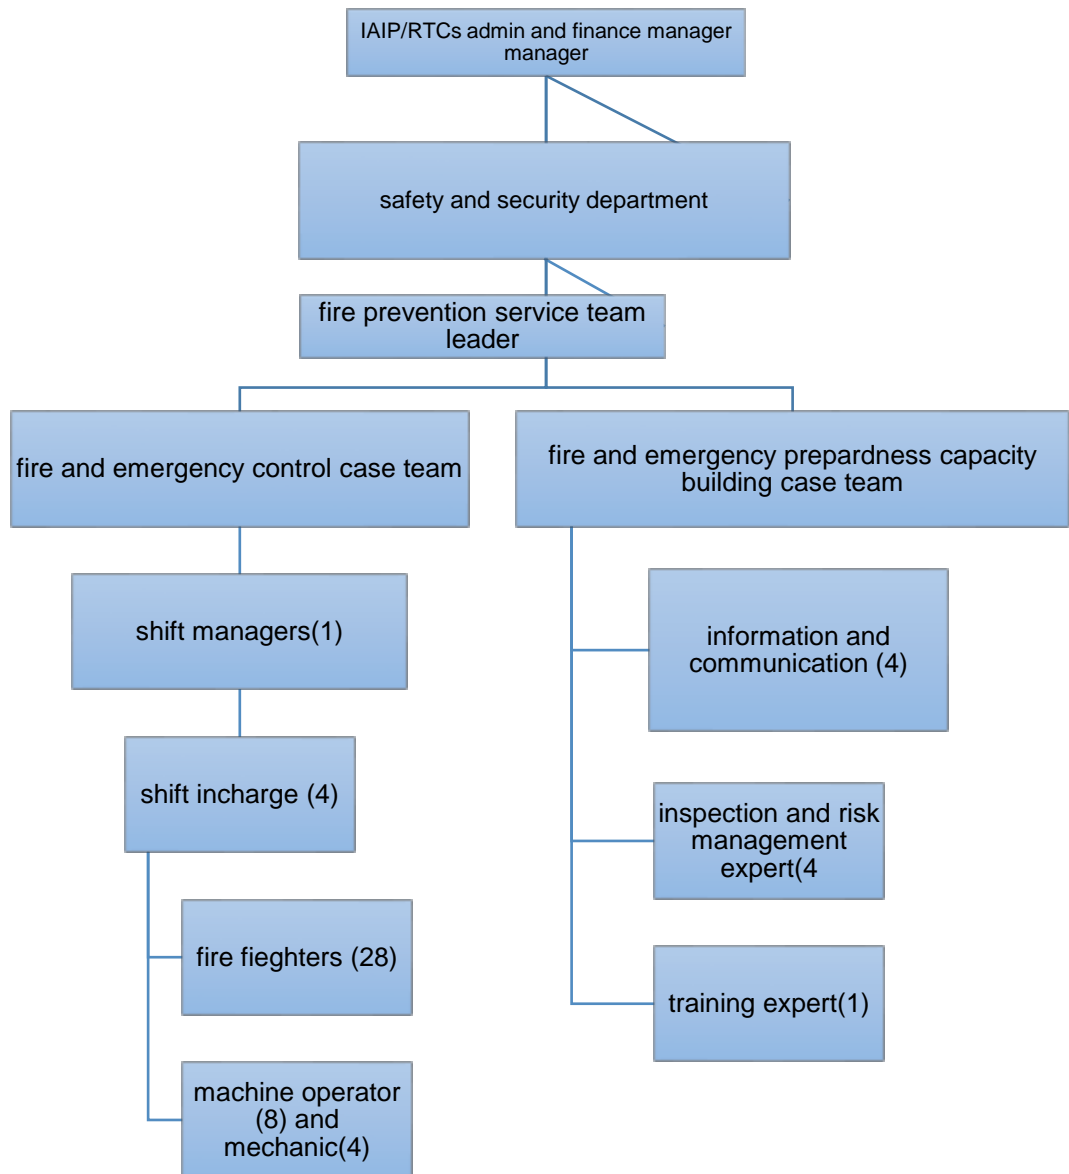 IAIP/RTCs admin and finance manager
manager
safety and security department
fire prevention service team
leader
fire and emergency control case team
fire and emergency prepardness capacity
building case team
shift managers(1)
information and
communication (4)
shift incharge (4)
inspection and risk
management
expert(4
fire fieghters (28)
training expert(1)
machine operator
(8) and
mechanic(4)